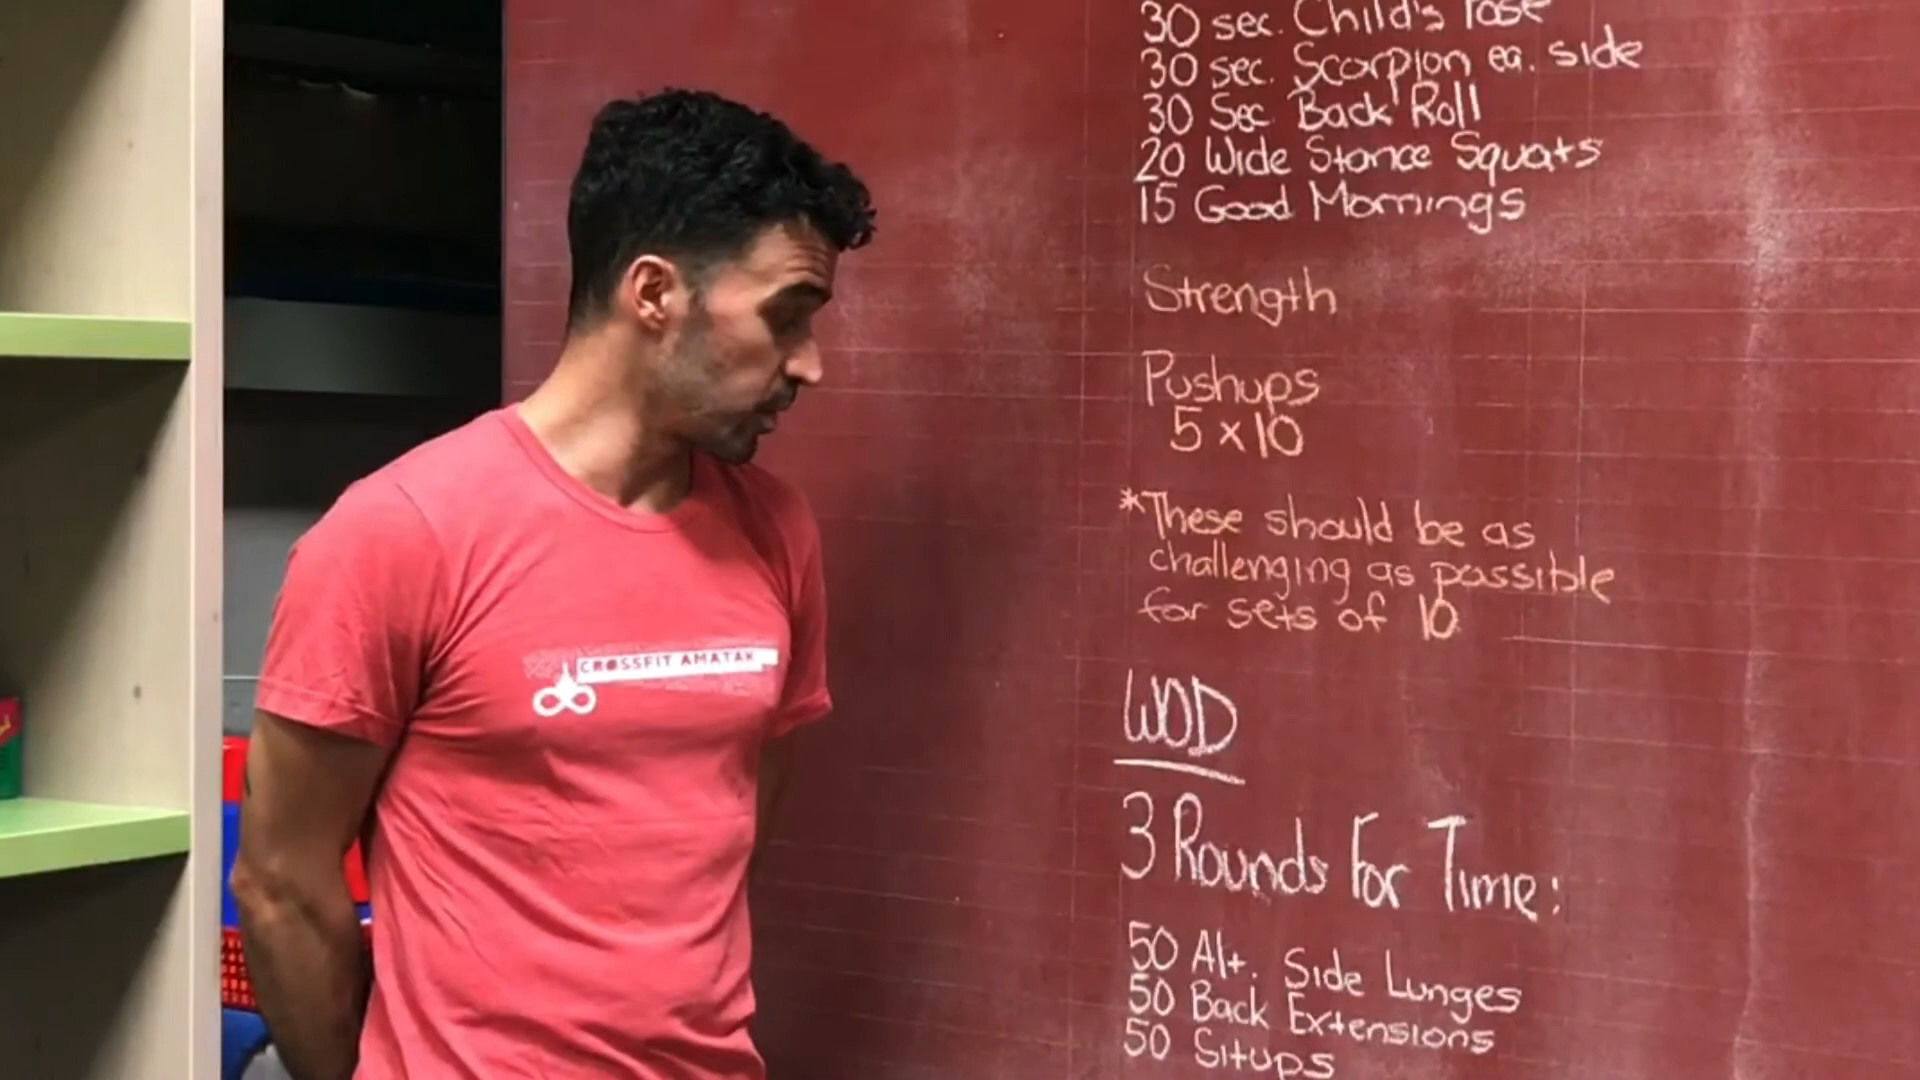 30 sec. Child's Pose
30 sec. Scorpion ea. side
30 Sec Back Roll
20 Wide Stance Squats
15 Good Mornings
Strength
Pushups
5 x 10
*These should be as
challenging as possible
for sets of 10
WOD
3 Rounds For Time:
50 Alt. Side Lunges
50 Back Extensions
50 Situps
CROSSFIT AMATAK